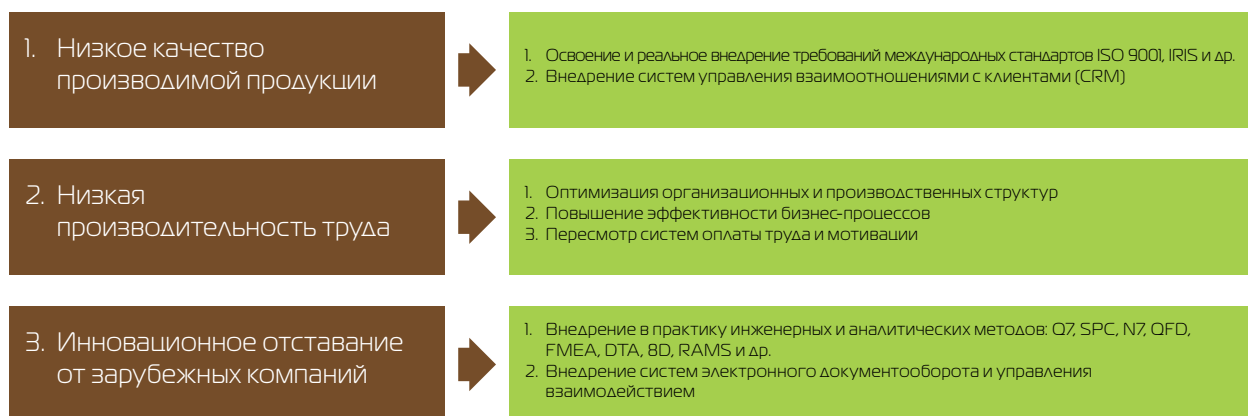 1. Низкое качество
производимой продукции
1. Освоение и реальное внедрение требований международных стандартов ISO 9001, IRIS и др.
2. Внедрение систем управления взаимоотношениями с клиентами (CRM)
2. Низкая
производительность труда
1. Оптимизация организационных и производственных структур
2. Повышение эффективности бизнес-процессов
3. Пересмотр систем оплаты труда и мотивации
3. Инновационное отставание
от зарубежных компаний
1. Внедрение в практику инженерных и аналитических методов: Q7, SPC, N7, QFD,
FMEA, DTA, 8D, RAMS и др.
2. Внедрение систем электронного документооборота и управления
взаимодействием